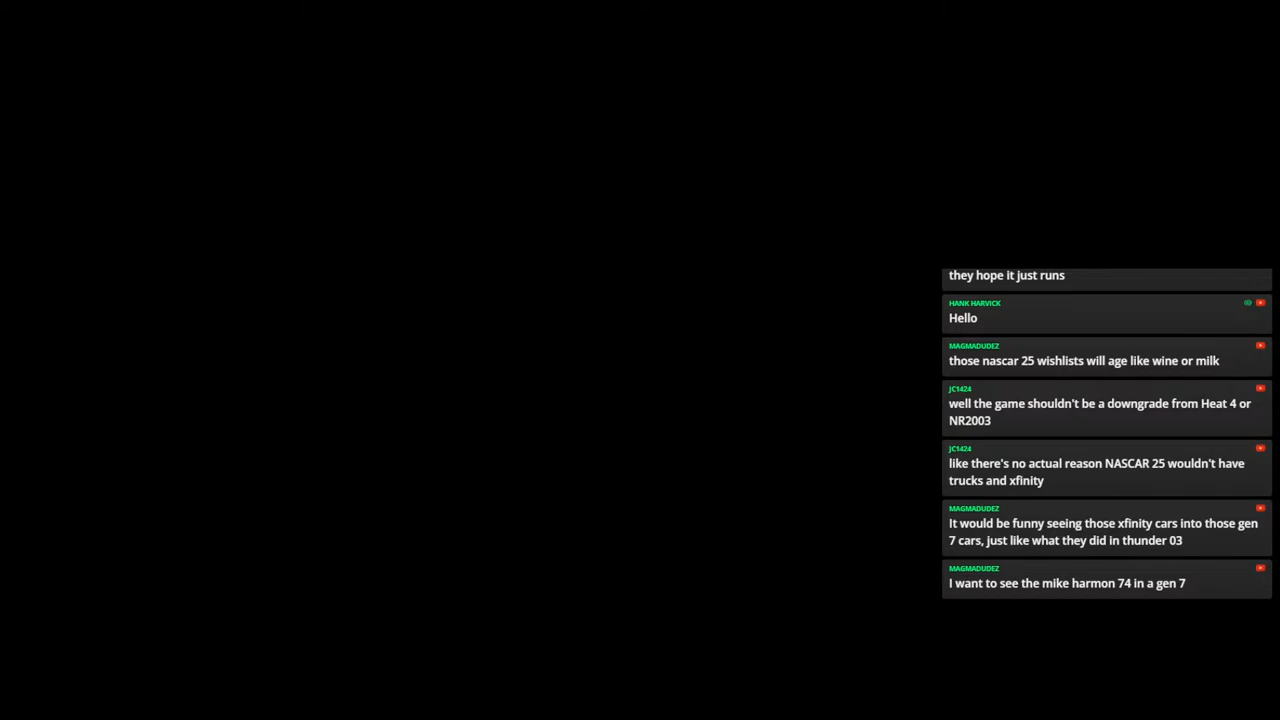 they hope it just runs
HANK HARVICK
Hello
MAGMADUDEZ
those nascar 25 wishlists will age like wine or milk
JC1424
well the game shouldn't be a downgrade from Heat 4 or
NR2003
JC1424
like there's no actual reason NASCAR 25 wouldn't have
trucks and xfinity
MAGMADUDEZ
It would be funny seeing those xfinity cars into those gen
7 cars, just like what they did in thunder 03
MAGMADUDEZ
I want to see the mike harmon 74 in a gen 7